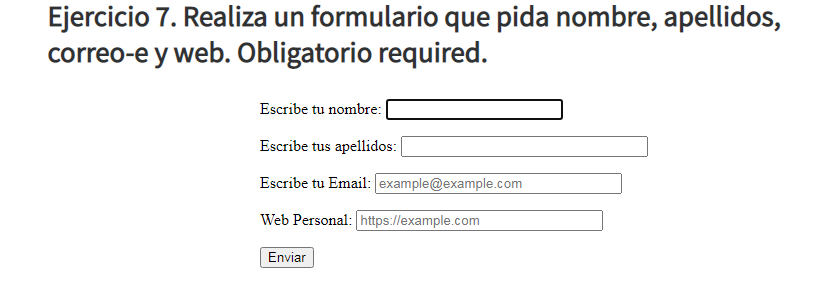 Ejercicio 7. Realiza un formulario que pida nombre, apellidos,
correo-e y web. Obligatorio required.
Escribe tu nombre:
Escribe tus apellidos:
Escribe tu Email: example@example.com
Web Personal: https://example.com
Enviar